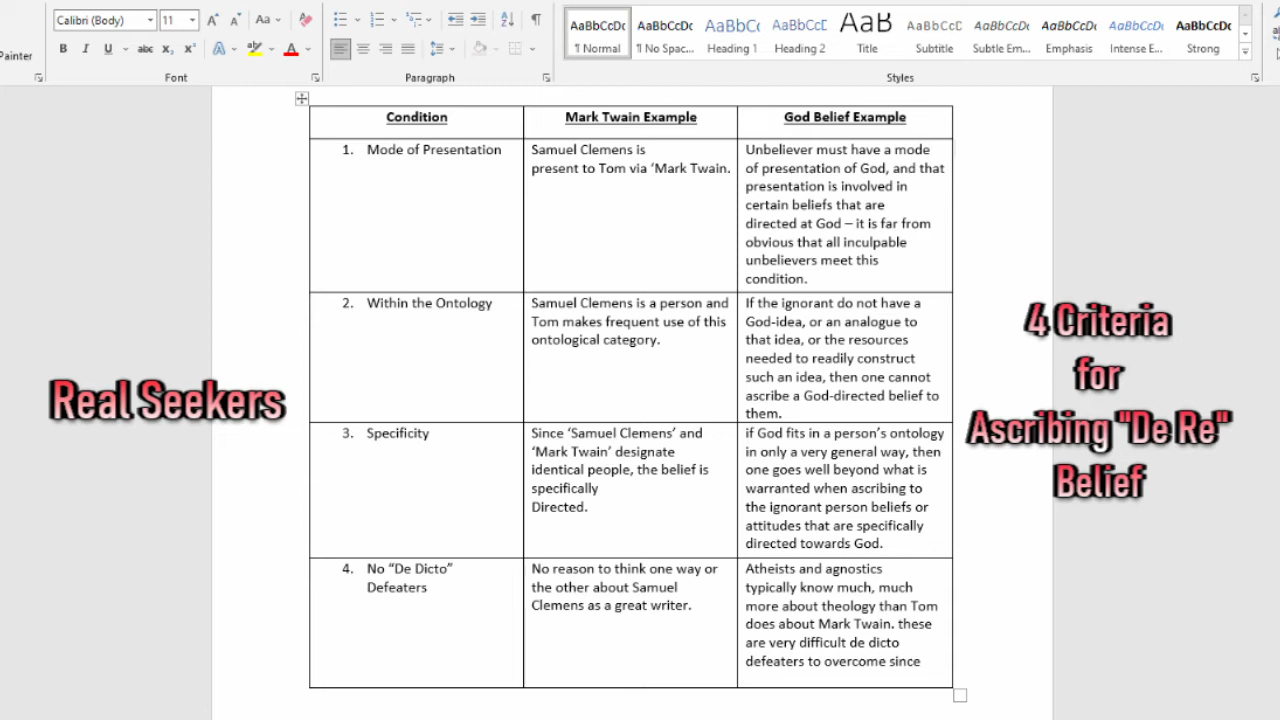 Painter
Calibri (Body)
11
Aa
B I U abc x₂ x² A ab A
¶
Font
Paragraph
Styles
AaBbCcDc
¶ Normal
AaBbCcDc
¶ No Spac...
AaBbCc
Heading 1
AaBbCcD
Heading 2
AaB
Title
AaBbCcD
Subtitle
AaBbCcDc
Subtle Em...
AaBbCcDc
Emphasis
AaBbCcDc
Intense E...
AaBbCcDc
Strong
Condition
Mark Twain Example
God Belief Example
1. Mode of Presentation
Samuel Clemens is
present to Tom via ‘Mark Twain.
Unbeliever must have a mode
of presentation of God, and that
presentation is involved in
certain beliefs that are
directed at God – it is far from
obvious that all inculpable
unbelievers meet this
condition.
2. Within the Ontology
Samuel Clemens is a person and
Tom makes frequent use of this
ontological category.
If the ignorant do not have a
God-idea, or an analogue to
that idea, or the resources
needed to readily construct
such an idea, then one cannot
ascribe a God-directed belief to
them.
3. Specificity
Since ‘Samuel Clemens’ and
‘Mark Twain’ designate
identical people, the belief is
specifically
Directed.
if God fits in a person’s ontology
in only a very general way, then
one goes well beyond what is
warranted when ascribing to
the ignorant person beliefs or
attitudes that are specifically
directed towards God.
4. No “De Dicto”
Defeaters
No reason to think one way or
the other about Samuel
Clemens as a great writer.
Atheists and agnostics
typically know much, much
more about theology than Tom
does about Mark Twain. these
are very difficult de dicto
defeaters to overcome since
Real Seekers
4 Criteria
for
Ascribing "De Re"
Belief